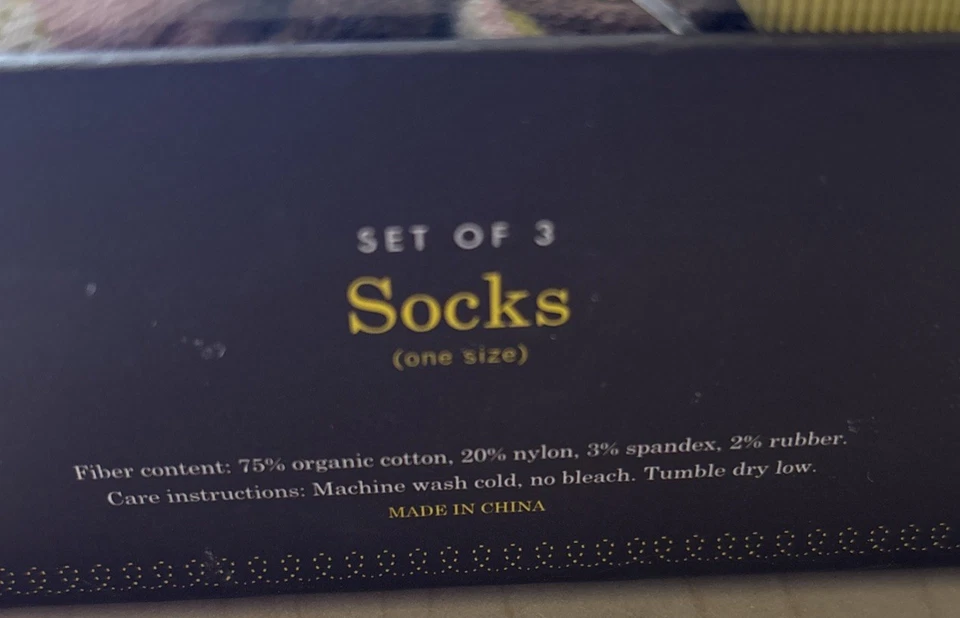 SET OF 3
Socks
(one size)
Fiber content: 75% organic cotton, 20% nylon, 3% spandex, 2% rubber.
Care instructions: Machine wash cold, no bleach. Tumble dry low.
MADE IN CHINA